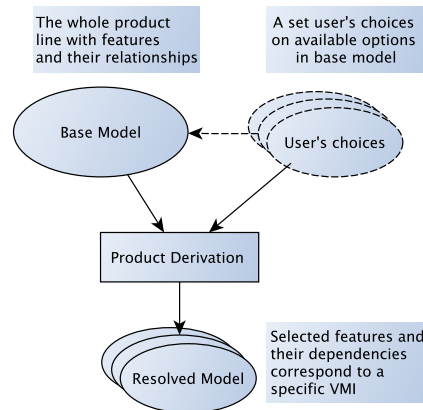 The whole product
line with features
and their relationships
A set user's choices
on available options
in base model
Base Model
User's choices
Product Derivation
Resolved Model
Selected features and
their dependencies
correspond to a
specific VMI